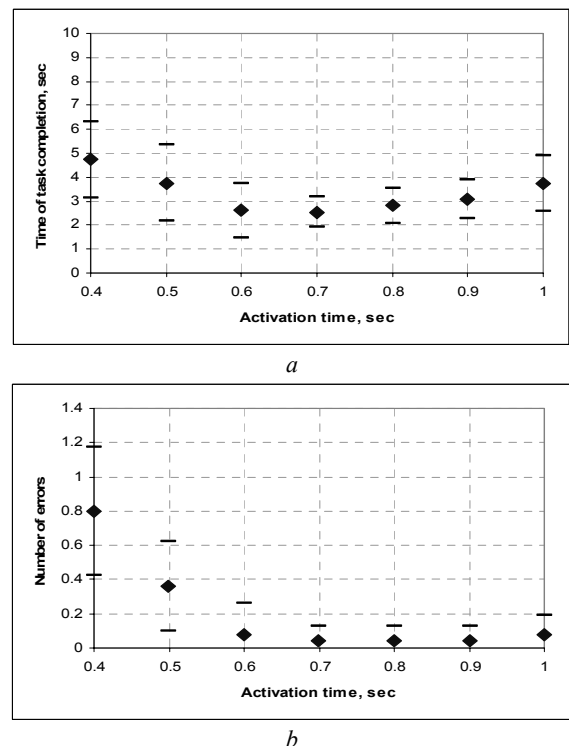 10
9
8
7
6
5
4
3
2
1
0
Time of task completion, sec
0.4 0.5 0.6 0.7 0.8 0.9 1
Activation time, sec
a
1.4
1.2
1
0.8
0.6
0.4
0.2
0
Number of errors
0.4 0.5 0.6 0.7 0.8 0.9 1
Activation time, sec
b